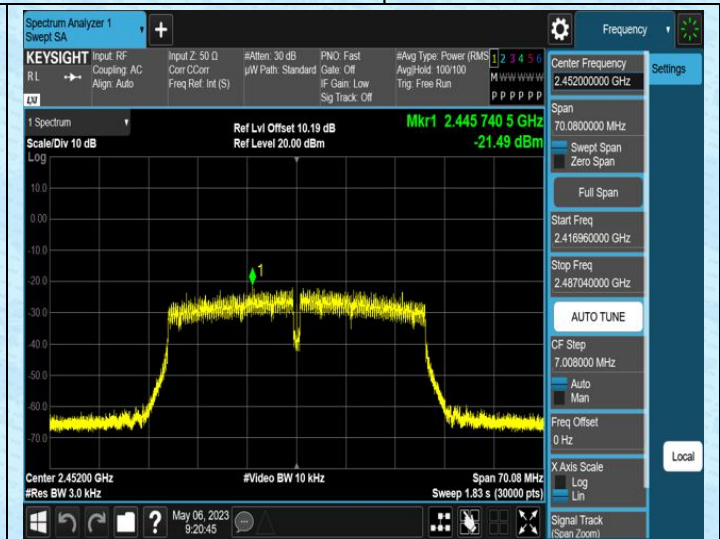 Spectrum Analyzer 1
Swept SA
+
Frequency
KEYSIGHT
RL
LXI
Input: RF
Coupling: AC
Align: Auto
Input Z: 50 Ω
Corr CCorr
Freq Ref: Int (S)
#Atten: 30 dB
µW Path: Standard
PNO: Fast
Gate: Off
IF Gain: Low
Sig Track: Off
#Avg Type: Power (RMS
Avg|Hold: 100/100
Trig: Free Run
1 2 3 4 5 6
M W W W W W
P P P P P P
1 Spectrum
Scale/Div 10 dB
Log
Ref Lvl Offset 10.19 dB
Ref Level 20.00 dBm
Mkr1 2.445 740 5 GHz
-21.49 dBm
10.0
0.00
-10.0
-20.0
-30.0
-40.0
-50.0
-60.0
-70.0
1
Center 2.45200 GHz
#Res BW 3.0 kHz
#Video BW 10 kHz
Span 70.08 MHz
Sweep 1.83 s (30000 pts)
Center Frequency
2.452000000 GHz
Settings
Span
70.0800000 MHz
Swept Span
Zero Span
Full Span
Start Freq
2.416960000 GHz
Stop Freq
2.487040000 GHz
AUTO TUNE
CF Step
7.008000 MHz
Auto
Man
Freq Offset
0 Hz
X Axis Scale
Log
Lin
Signal Track
(Span Zoom)
Local
?
May 06, 2023
9:20:45